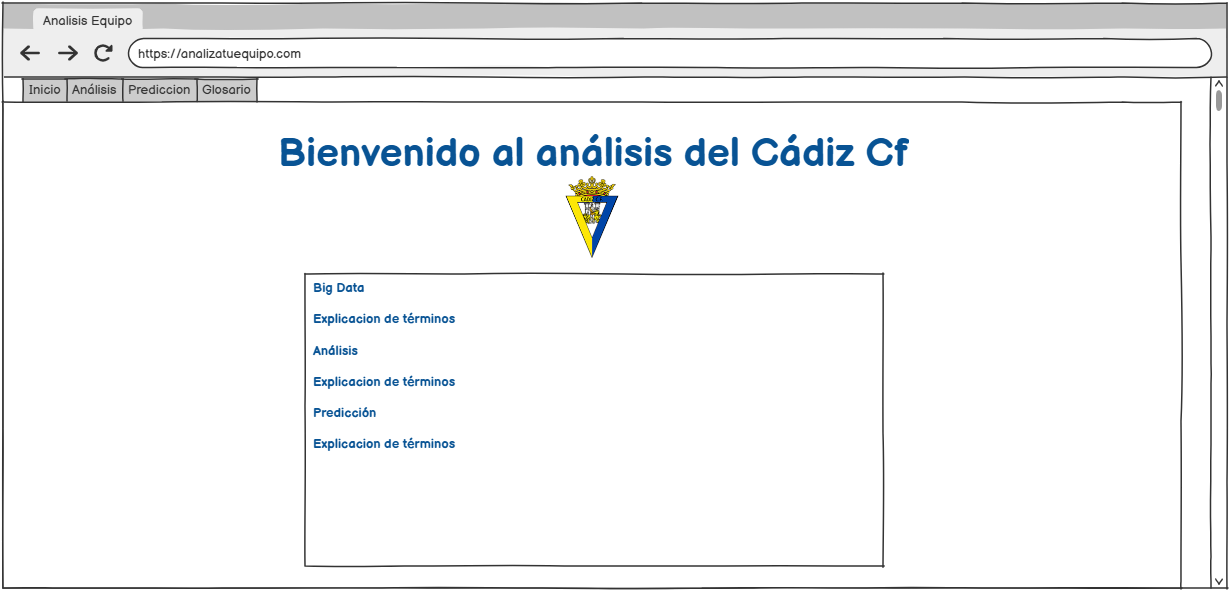 Analisis Equipo
https://analizatuequipo.com
Inicio Análisis Prediccion Glosario
Bienvenido al análisis del Cádiz Cf
Big Data
Explicacion de términos
Análisis
Explicacion de términos
Predicción
Explicacion de términos